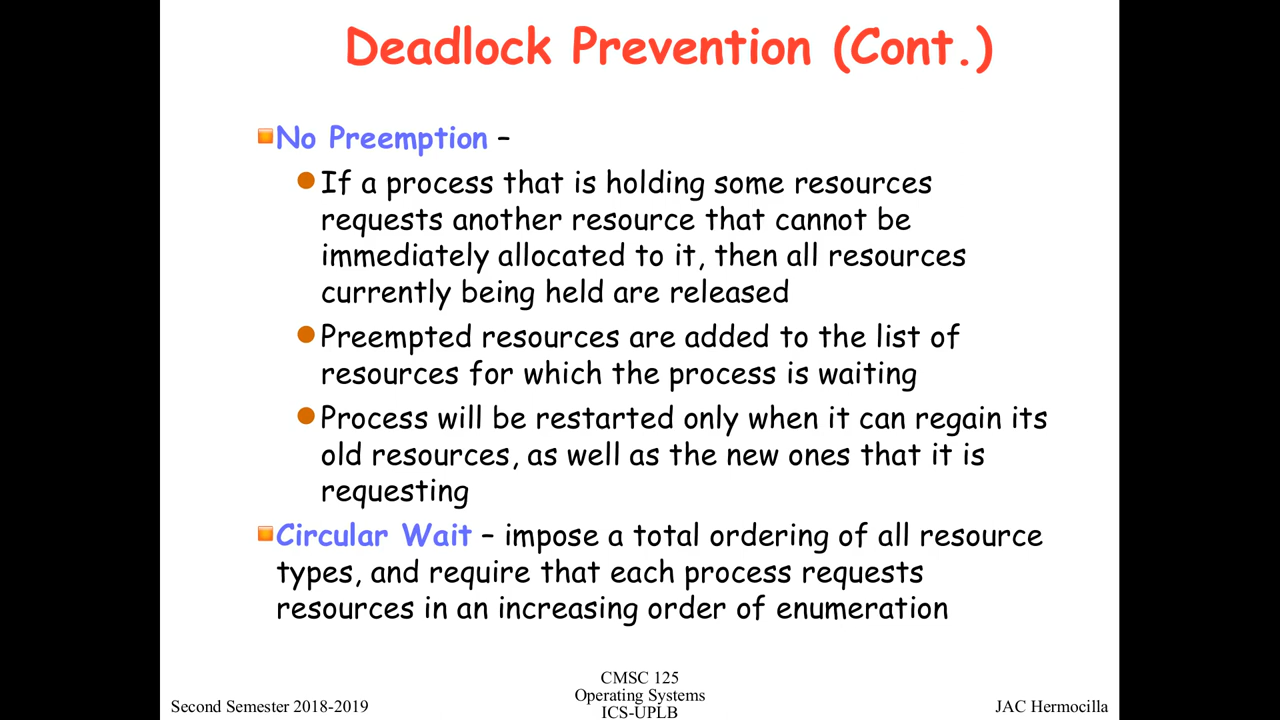 Deadlock Prevention (Cont.)
No Preemption –
If a process that is holding some resources
requests another resource that cannot be
immediately allocated to it, then all resources
currently being held are released
Preempted resources are added to the list of
resources for which the process is waiting
Process will be restarted only when it can regain its
old resources, as well as the new ones that it is
requesting
Circular Wait – impose a total ordering of all resource
types, and require that each process requests
resources in an increasing order of enumeration
Second Semester 2018-2019
CMSC 125
Operating Systems
ICS-UPLB
JAC Hermocilla